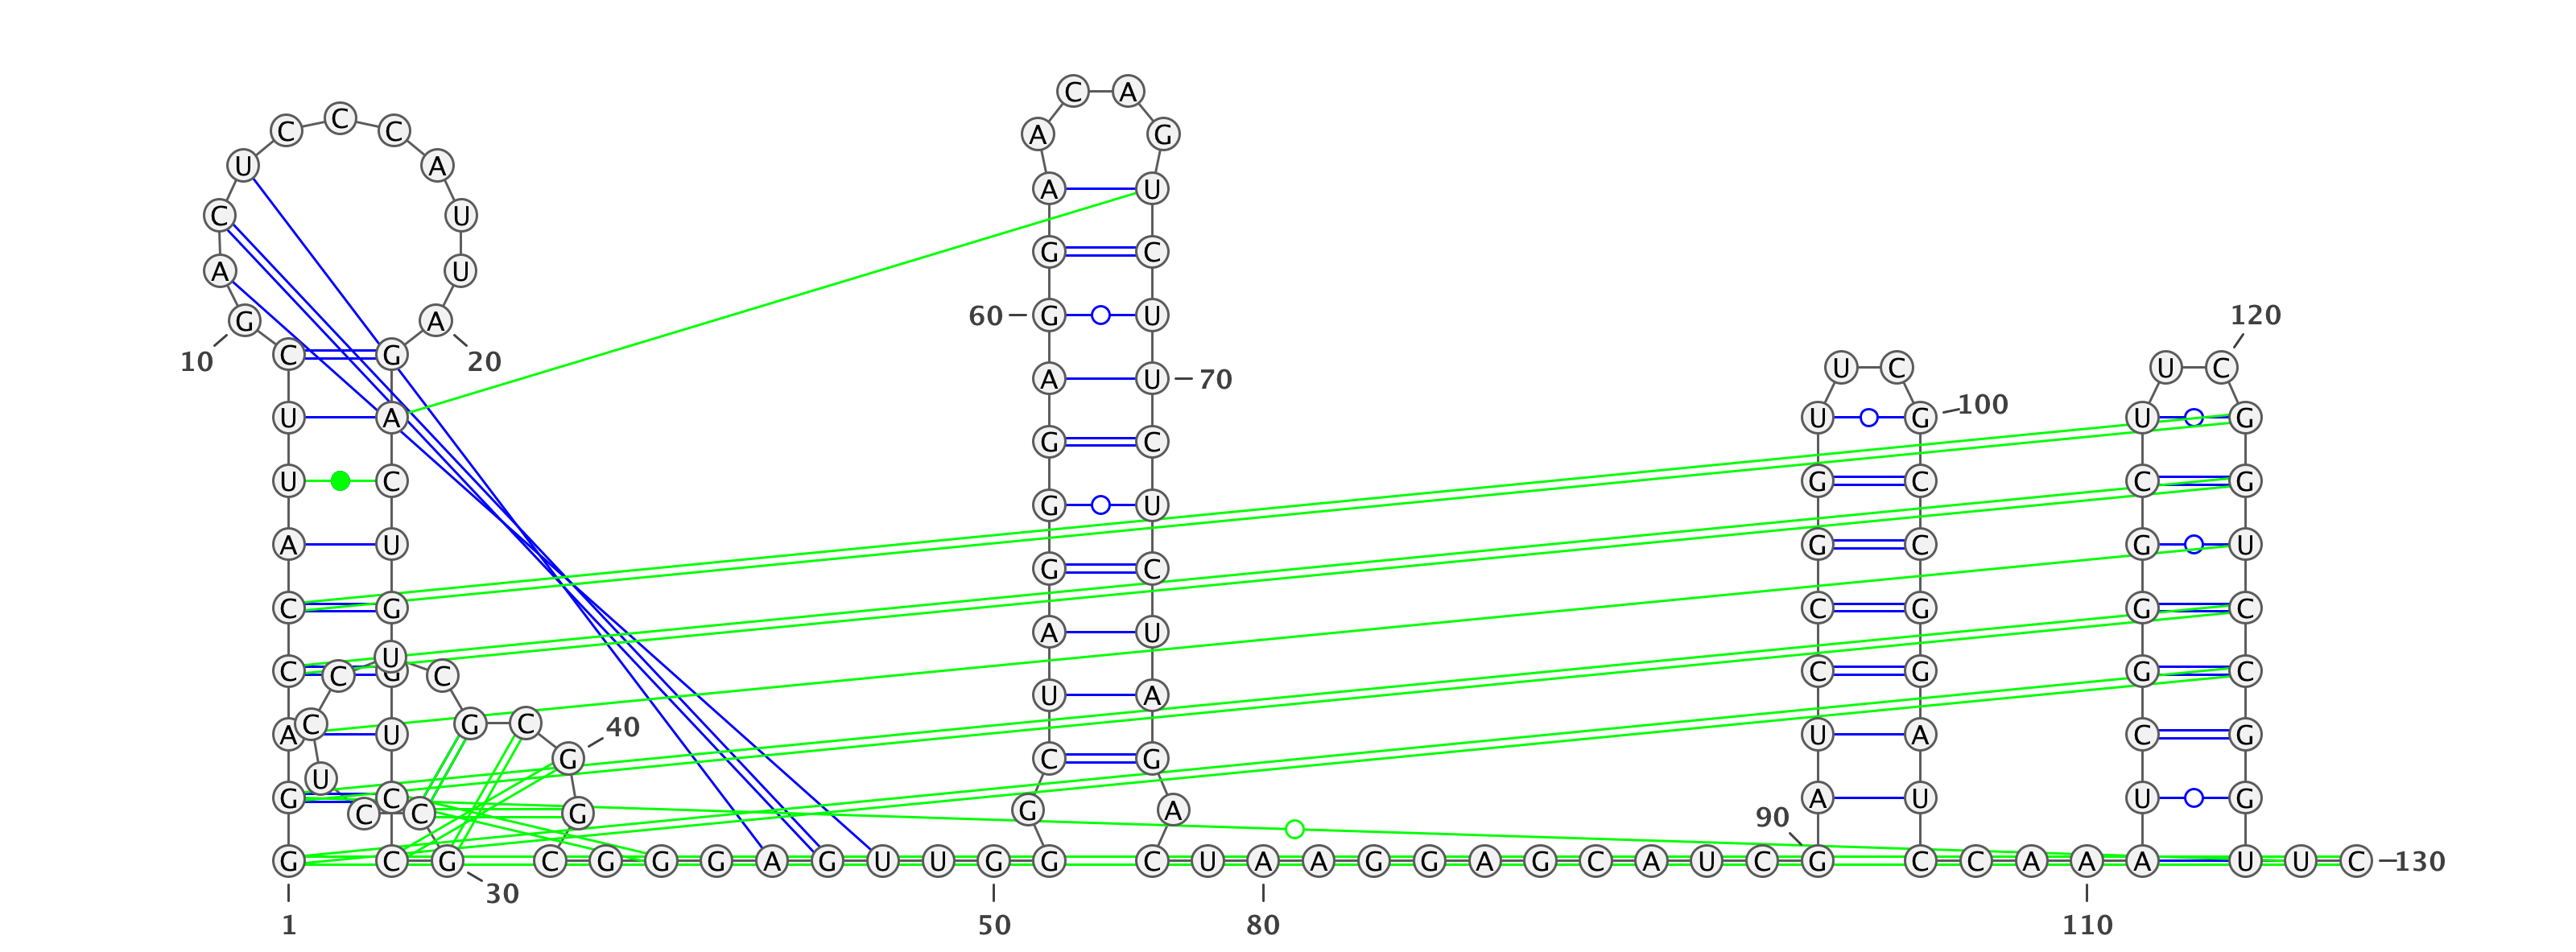 C A
C C C
A G
U A
A U
C U
G C
A U
60 G U 120
G A
10 C G 20
U C U C
A U 70
U A U G 100 U G
G C
U C G C C G
G U
A U G C G U
G C
C G C G G C
A U
U
C C G C C G G C
U A
C G C 40
A U U A C G
G C G
U
G C A U U G
C C G G A 90
G C G C G G G A G U U G G C U A A G G A G C A U C G C C A A A U U C 130
30
1 50 80 110